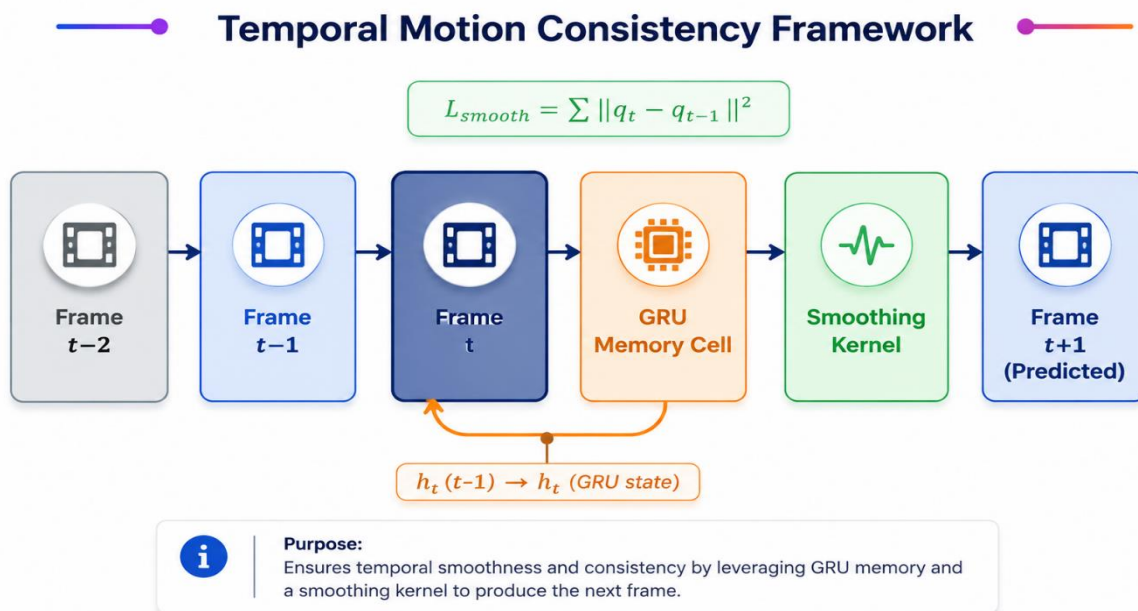 Temporal Motion Consistency Framework
L_smooth = ∑ ||q_t − q_{t−1}||²
Frame
t−2
Frame
t−1
Frame
t
GRU
Memory Cell
Smoothing
Kernel
Frame
t+1
(Predicted)
h_t (t−1) → h_t (GRU state)
i
Purpose:
Ensures temporal smoothness and consistency by leveraging GRU memory and
a smoothing kernel to produce the next frame.